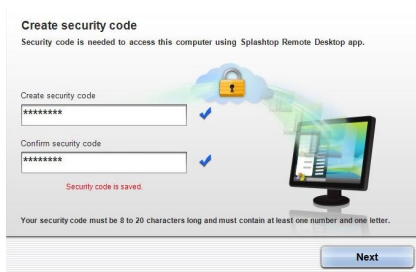 Create security code
Security code is needed to access this computer using Splashtop Remote Desktop app.
Create security code
********
Confirm security code
********
Security code is saved.
Your security code must be 8 to 20 characters long and must contain at least one number and one letter.
Next